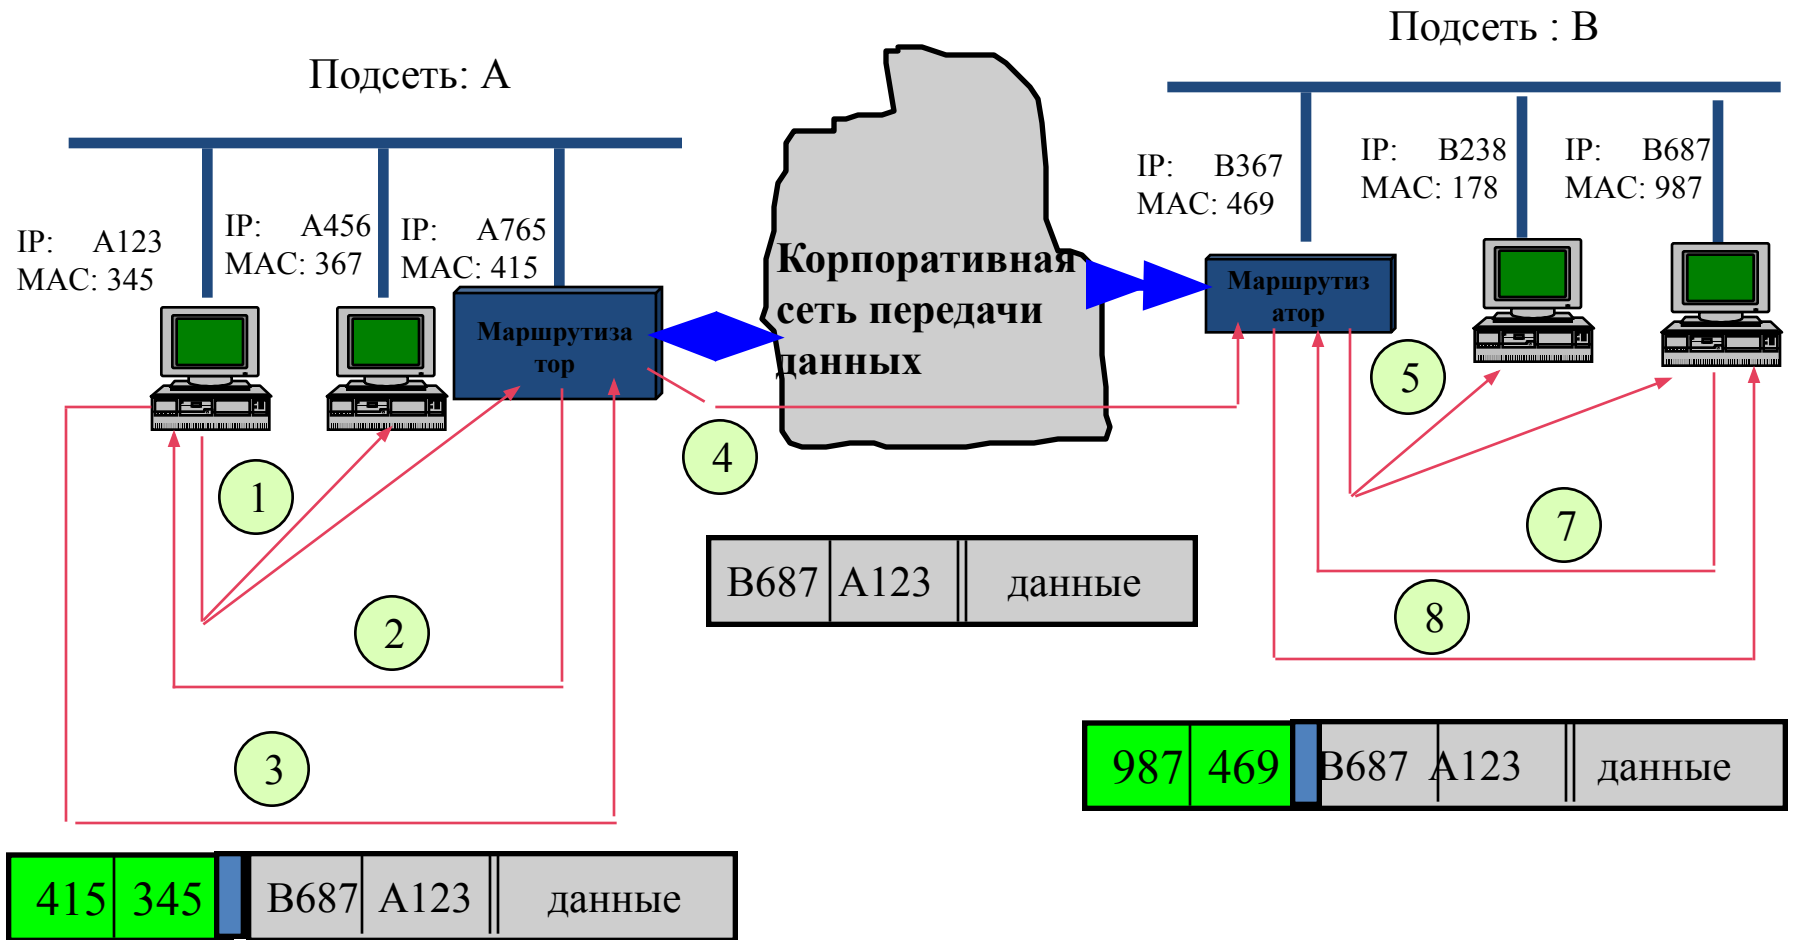 Подсеть: А
Подсеть : В
IP: A123
MAC: 345
IP: A456
MAC: 367
IP: A765
MAC: 415
Маршрутиза
тор
Корпоративная
сеть передачи
данных
IP: B367
MAC: 469
IP: B238
MAC: 178
IP: B687
MAC: 987
Маршрутиз
атор
1
2
3
4
5
7
8
B687 A123 данные
987 469 B687 A123 данные
415 345 B687 A123 данные